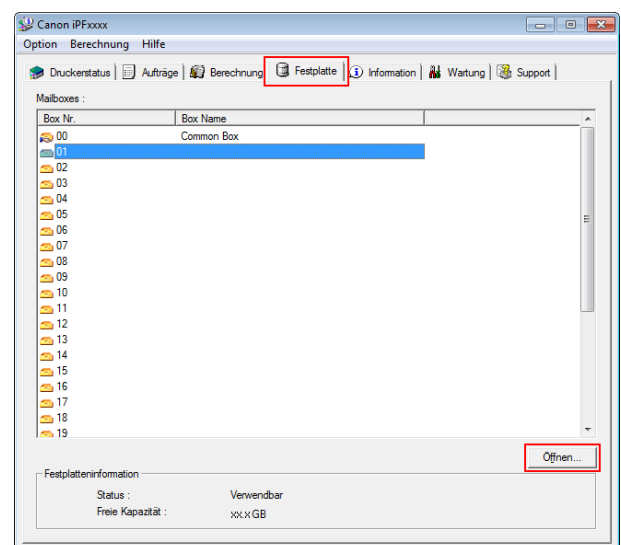 Canon iPFxxxx
Option Berechnung Hilfe
Druckerstatus Aufträge Berechnung Festplatte Information Wartung Support
Mailboxes :
Box Nr. Box Name
00 Common Box
01
02
03
04
05
06
07
08
09
10
11
12
13
14
15
16
17
18
19
Öffnen...
Festplatteninformation
Status : Verwendbar
Freie Kapazität : xx.x GB